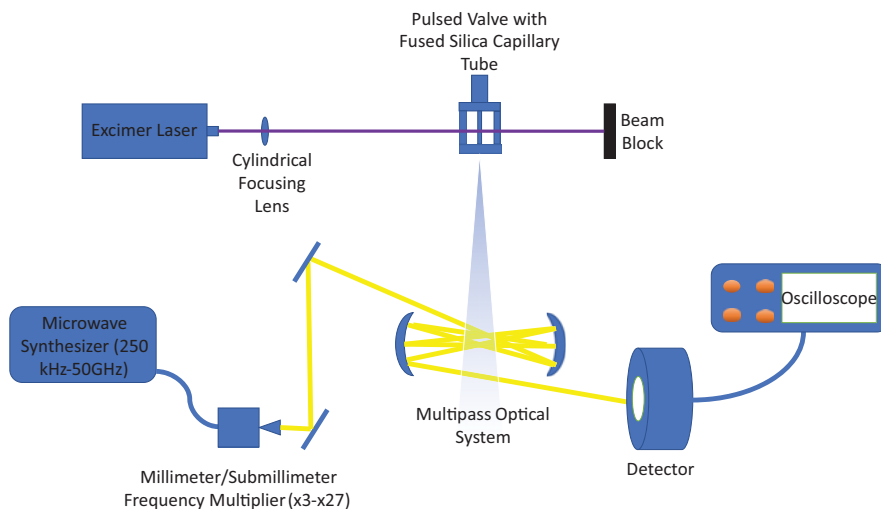 Pulsed Valve with
Fused Silica Capillary
Tube
Excimer Laser
Beam
Block
Cylindrical
Focusing
Lens
Oscilloscope
Microwave
Synthesizer (250
kHz-50GHz)
Multipass Optical
System
Detector
Millimeter/Submillimeter
Frequency Multiplier (x3-x27)